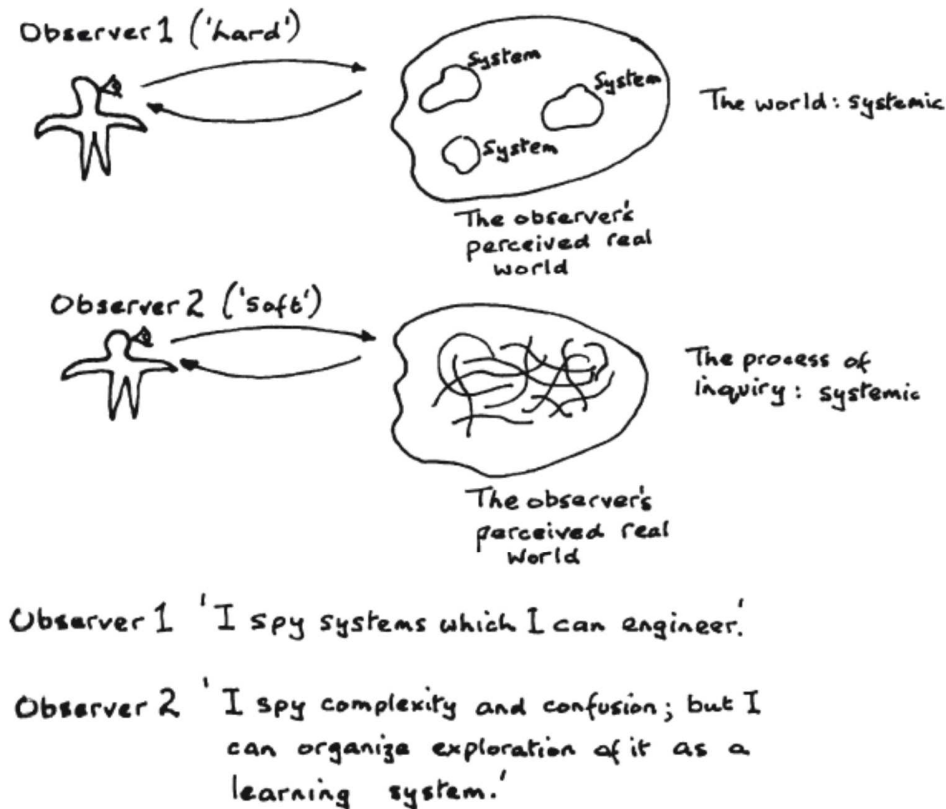 Observer 1 ('hard')
System
System
System
The world: systemic
The observer's
perceived real
world
Observer 2 ('soft')
The process of
inquiry: systemic
The observer's
perceived real
world
Observer 1 'I spy systems which I can engineer.'
Observer 2 'I spy complexity and confusion; but I
can organize exploration of it as a
learning system.'